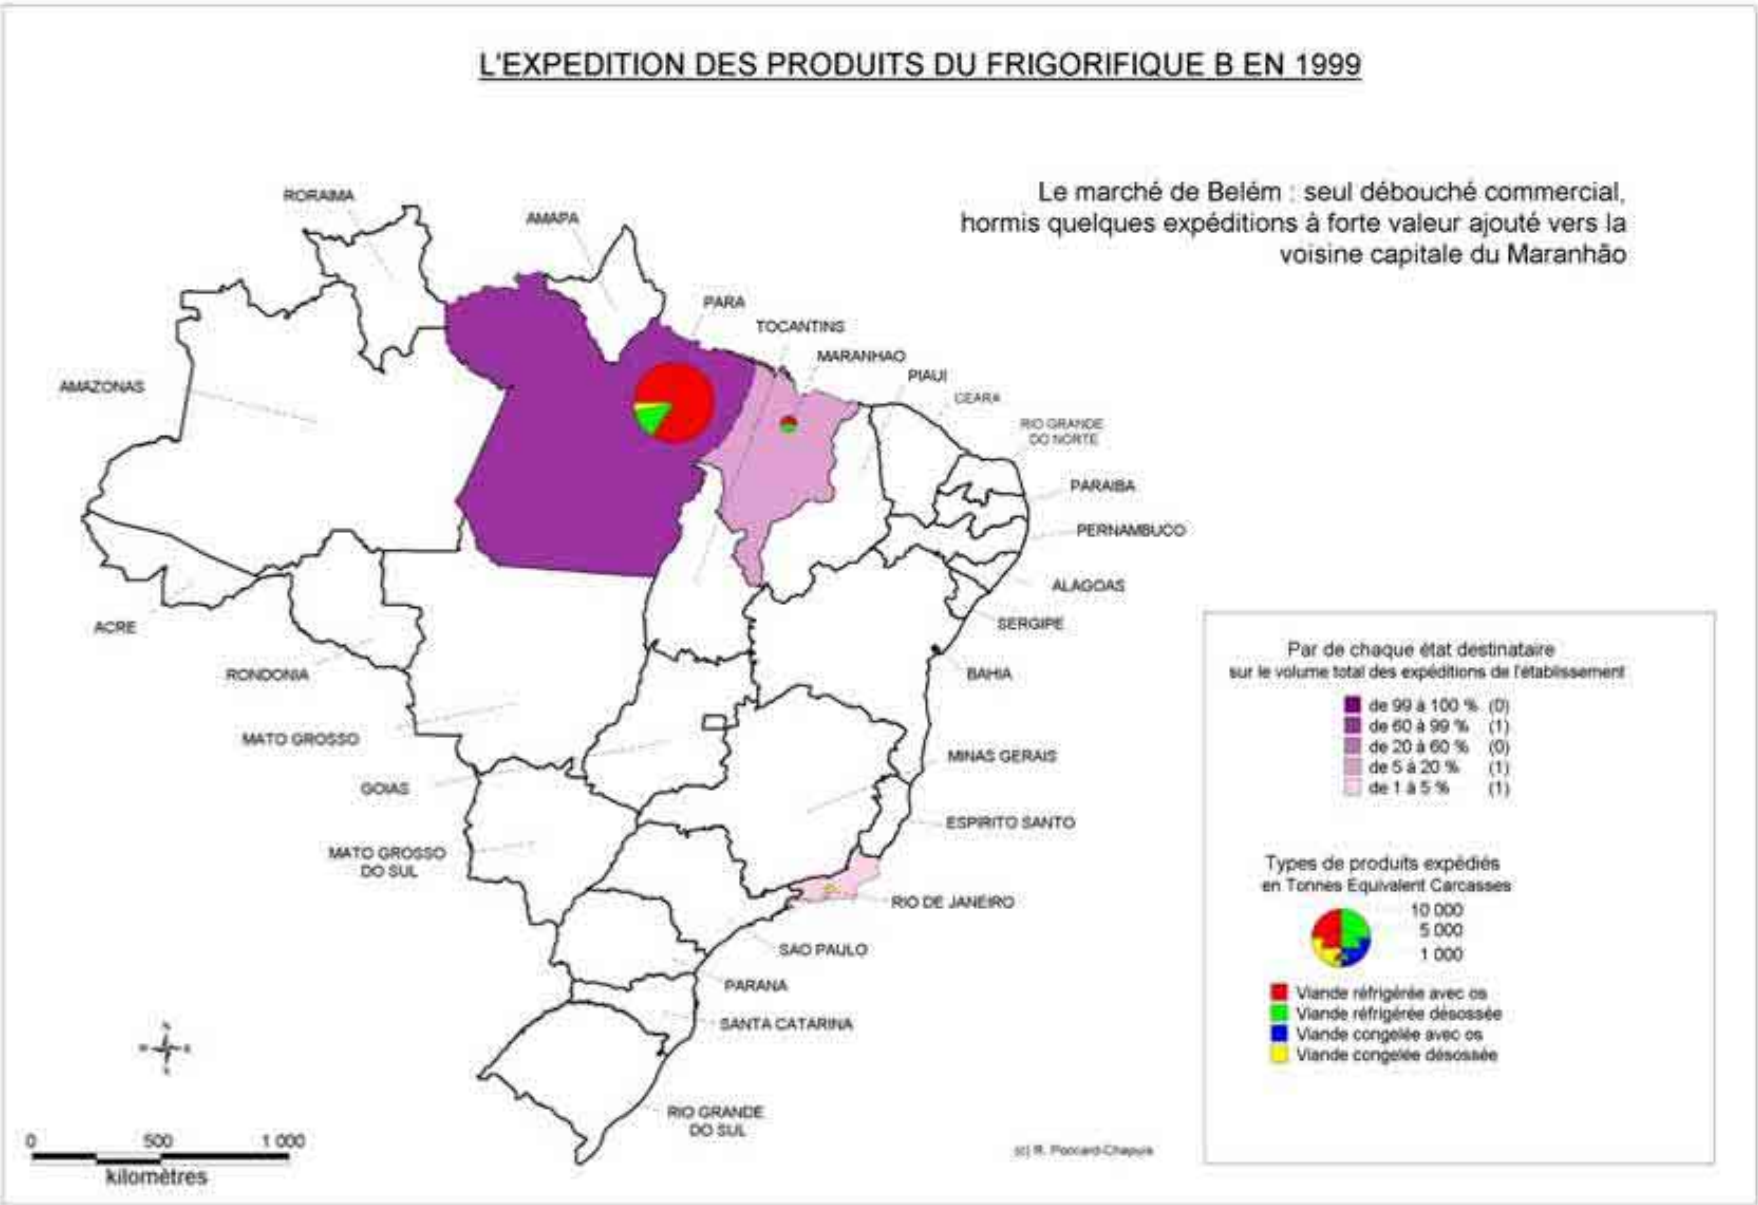 L'EXPEDITION DES PRODUITS DU FRIGORIFIQUE B EN 1999
Le marché de Belém : seul débouché commercial,
hormis quelques expéditions à forte valeur ajouté vers la
voisine capitale du Maranhão
RORAIMA
AMAPA
PARA
TOCANTINS
MARANHAO
PIAUI
CEARA
RIO GRANDE
DO NORTE
AMAZONAS
PARAIBA
PERNAMBUCO
ALAGOAS
SERGIPE
ACRE
RONDONIA
BAHIA
MATO GROSSO
MINAS GERAIS
GOIAS
ESPIRITO SANTO
MATO GROSSO
DO SUL
RIO DE JANEIRO
SAO PAULO
PARANA
SANTA CATARINA
RIO GRANDE
DO SUL
Par de chaque état destinataire
sur le volume total des expéditions de l'établissement
de 99 à 100 % (0)
de 60 à 99 % (1)
de 20 à 60 % (0)
de 5 à 20 % (1)
de 1 à 5 % (1)
Types de produits expédiés
en Tonnes Equivalent Carcasses
10 000
5 000
1 000
Viande réfrigérée avec os
Viande réfrigérée désossée
Viande congelée avec os
Viande congelée désossée
0 500 1 000
kilomètres
(c) R. Poccard-Chapuis